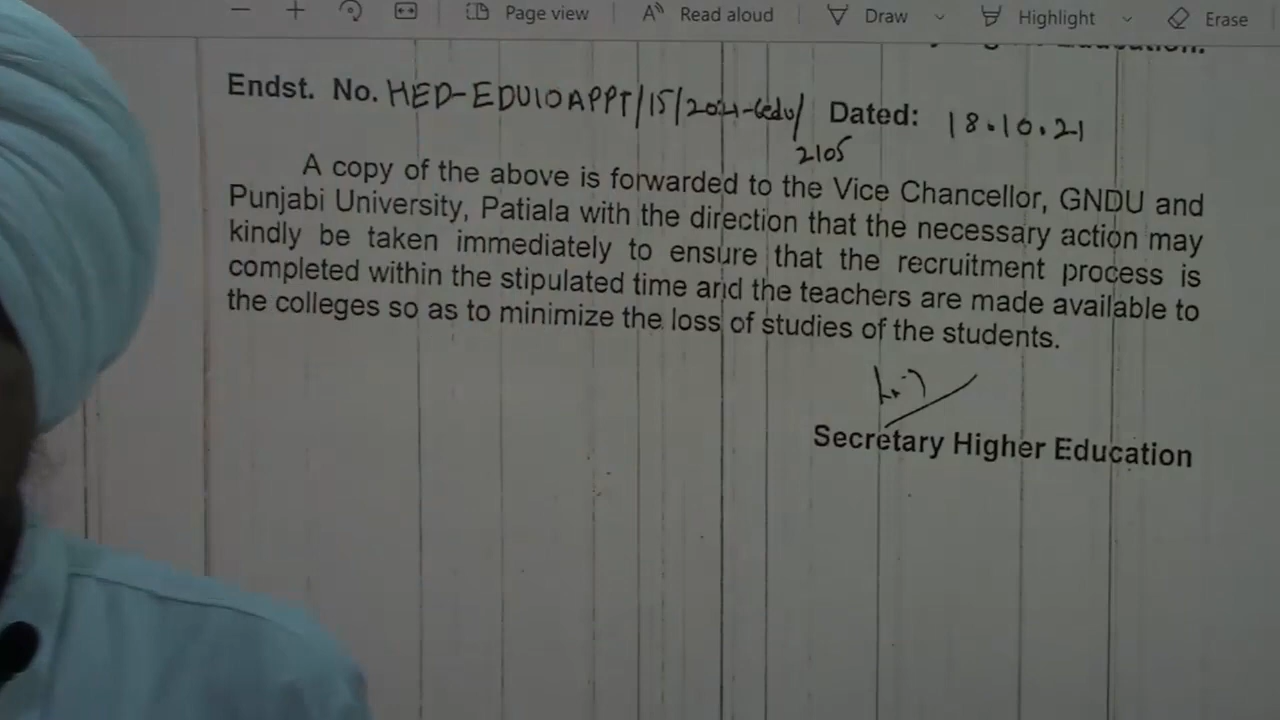 Page view
Read aloud
Draw
Highlight
Erase
Education.
Endst. No. HED-EDU10APPT/15/2021-6edu/ Dated: 18.10.21
2105
A copy of the above is forwarded to the Vice Chancellor, GNDU and
Punjabi University, Patiala with the direction that the necessary action may
kindly be taken immediately to ensure that the recruitment process is
completed within the stipulated time and the teachers are made available to
the colleges so as to minimize the loss of studies of the students.
Secretary Higher Education